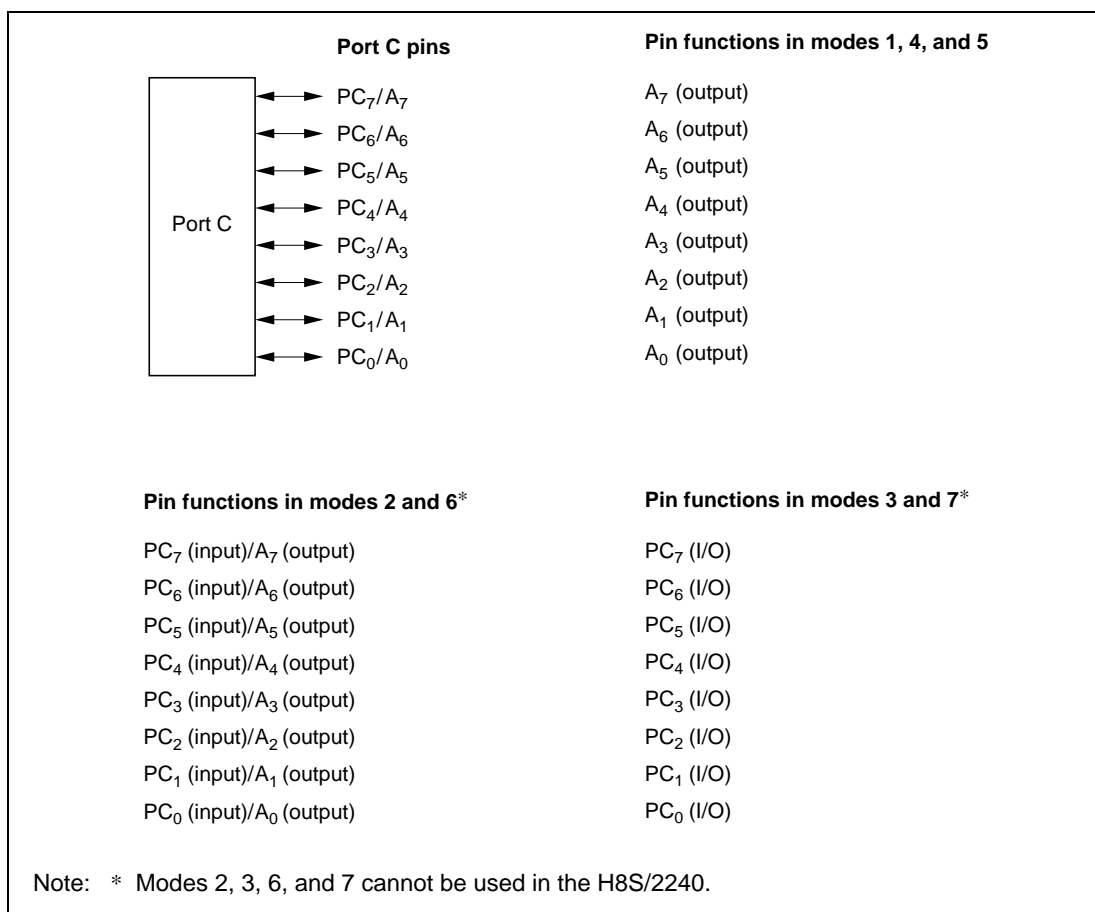 Port C pins
Port C
PC7/A7
PC6/A6
PC5/A5
PC4/A4
PC3/A3
PC2/A2
PC1/A1
PC0/A0
Pin functions in modes 1, 4, and 5
A7 (output)
A6 (output)
A5 (output)
A4 (output)
A3 (output)
A2 (output)
A1 (output)
A0 (output)
Pin functions in modes 2 and 6*
PC7 (input)/A7 (output)
PC6 (input)/A6 (output)
PC5 (input)/A5 (output)
PC4 (input)/A4 (output)
PC3 (input)/A3 (output)
PC2 (input)/A2 (output)
PC1 (input)/A1 (output)
PC0 (input)/A0 (output)
Pin functions in modes 3 and 7*
PC7 (I/O)
PC6 (I/O)
PC5 (I/O)
PC4 (I/O)
PC3 (I/O)
PC2 (I/O)
PC1 (I/O)
PC0 (I/O)
Note: * Modes 2, 3, 6, and 7 cannot be used in the H8S/2240.